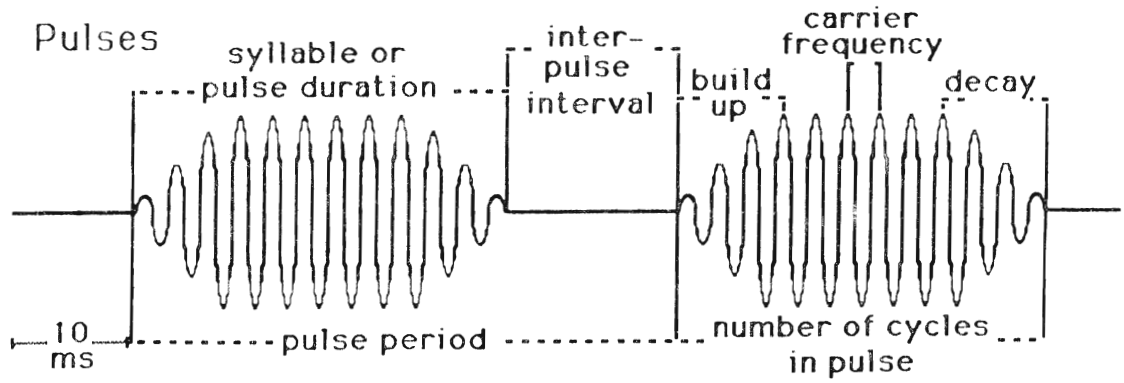 Pulses
syllable or
pulse duration
inter-
pulse
interval
carrier
frequency
build
up
decay
10
ms
pulse period
number of cycles
in pulse